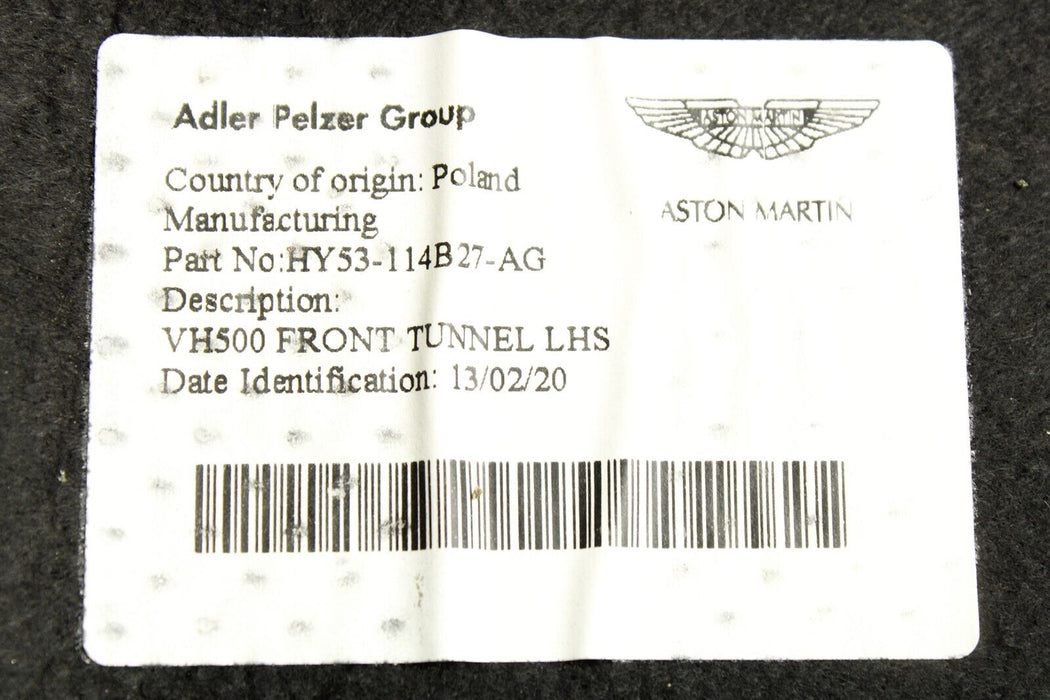 Adler Pelzer Group
ASTON MARTIN
ASTON MARTIN
Country of origin: Poland
Manufacturing
Part No:HY53-114B27-AG
Description:
VH500 FRONT TUNNEL LHS
Date Identification: 13/02/20